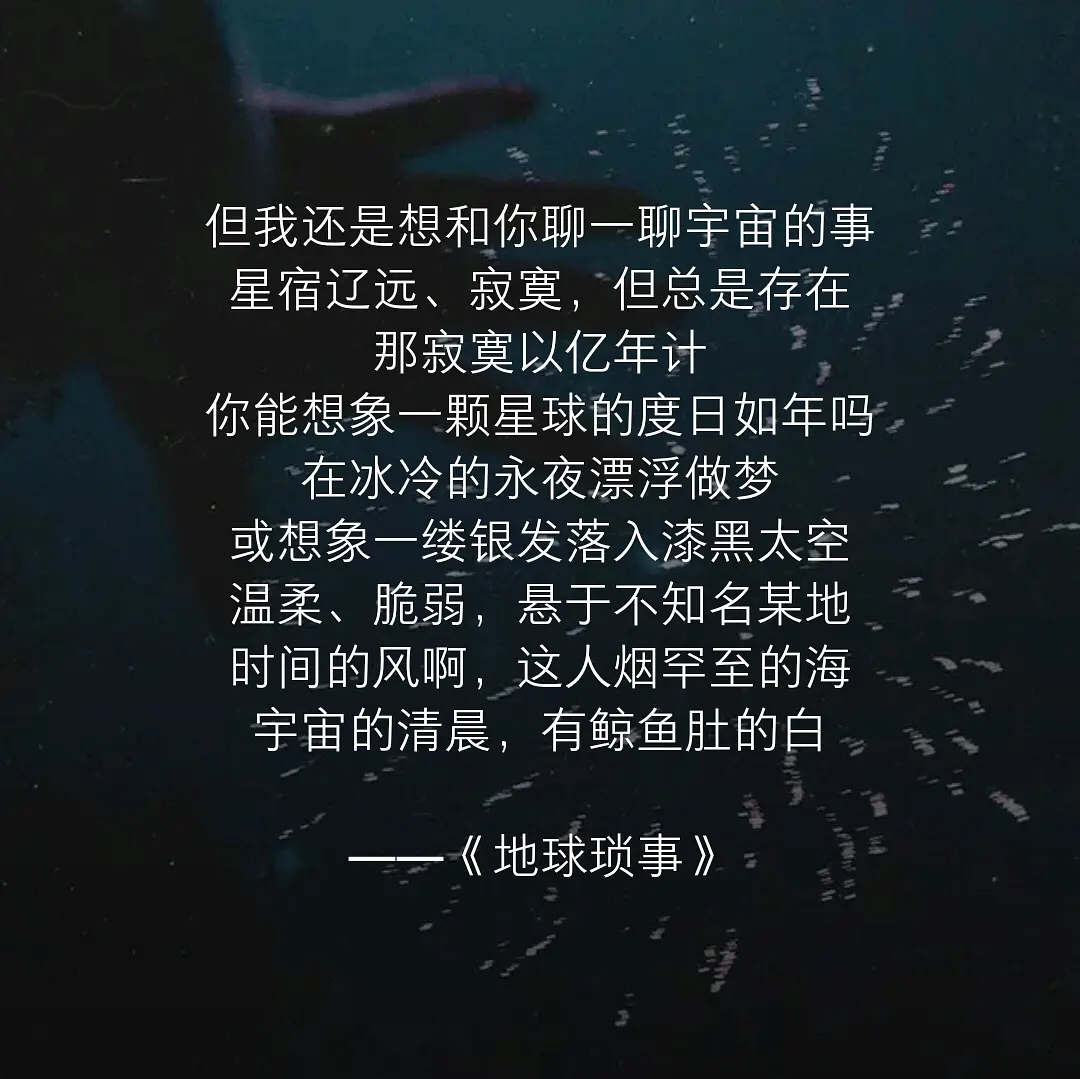 但我还是想和你聊一聊宇宙的事
星宿辽远、寂寞，但总是存在
那寂寞以亿年计
你能想象一颗星球的度日如年吗
在冰冷的永夜漂浮做梦
或想象一缕银发落入漆黑太空
温柔、脆弱，悬于不知名某地
时间的风啊，这人烟罕至的海
宇宙的清晨，有鲸鱼肚的白
——《地球琐事》